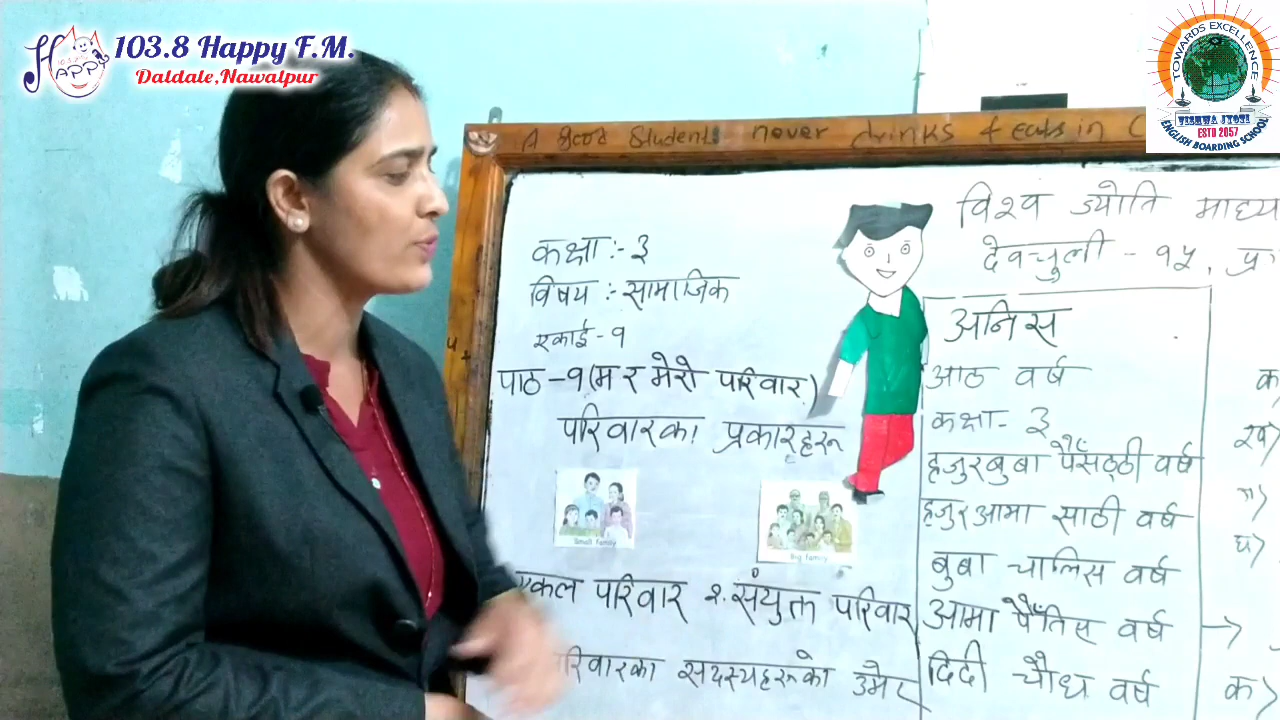 HAPPY 103.8 Happy F.M.
Daldale,Nawalpur
TOWARDS EXCELLENCE
VISHWA JYOTI
ESTD 2057
ENGLISH BOARDING SCHOOL
A Good Student never drinks & eats in C
विश्व ज्योति माध्य
देवचुली - १५, प्र
कक्षा :- ३
विषय :- सामाजिक
एकाई - १
पाठ -१(म र मेरो परिवार)
परिवारका प्रकारहरू
Small family
Big family
एकल परिवार २. संयुक्त परिवार
परिवारका सदस्यहरूको उमेर
अनिस
आठ वर्ष
कक्षा- ३
हजुरबुबा पैँसठ्ठी वर्ष
हजुरआमा साठी वर्ष
बुबा चालिस वर्ष
आमा पैँतिस वर्ष
दिदी चौध वर्ष
क)
ख)
ग)
घ)
क)